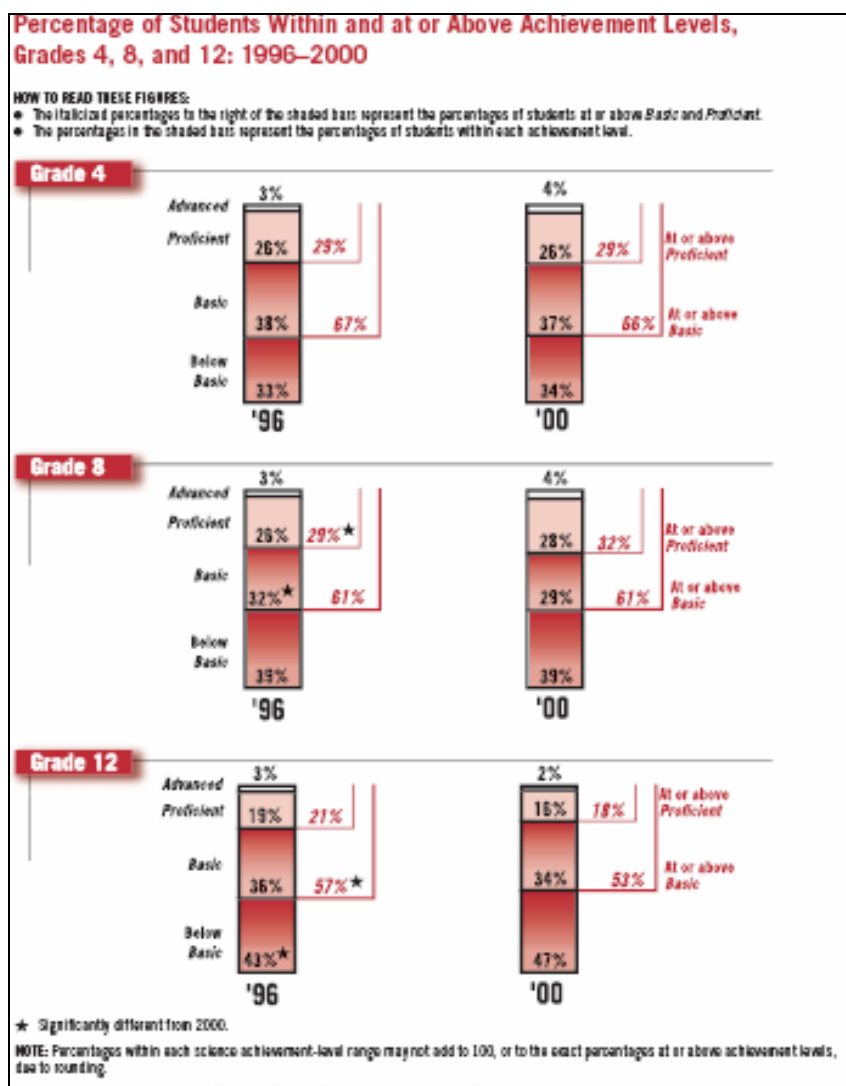 Percentage of Students Within and at or Above Achievement Levels,
Grades 4, 8, and 12: 1996–2000
HOW TO READ THESE FIGURES:
● The italicized percentages to the right of the shaded bars represent the percentages of students at or above Basic and Proficient.
● The percentages in the shaded bars represent the percentages of students within each achievement level.
Grade 4
3% 4%
Advanced
Proficient 26% 29% 26% 29% At or above
Proficient
Basic 38% 67% 37% 66% At or above
Basic
Below
Basic 33% 34%
'96 '00
Grade 8
3% 4%
Advanced
Proficient 26% 29%★ 28% 32% At or above
Proficient
Basic 32%★ 61% 29% 61% At or above
Basic
Below
Basic 39% 39%
'96 '00
Grade 12
3% 2%
Advanced
Proficient 19% 21% 16% 18% At or above
Proficient
Basic 36% 57%★ 34% 53% At or above
Basic
Below
Basic 43%★ 47%
'96 '00
★ Significantly different from 2000.
NOTE: Percentages within each science achievement-level range may not add to 100, or to the exact percentages at or above achievement levels,
due to rounding.